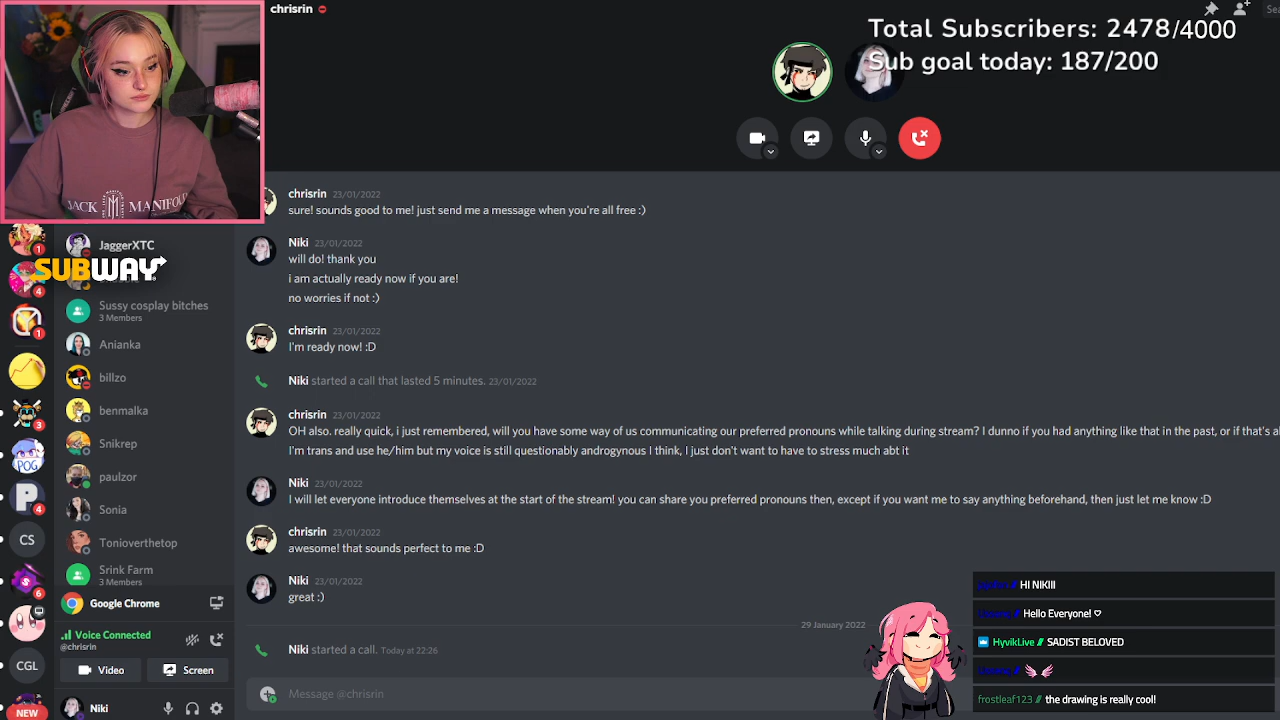 chrisrin
Total Subscribers: 2478/4000
Sub goal today: 187/200
JACK MANIFOLD
chrisrin 23/01/2022
sure! sounds good to me! just send me a message when you're all free :)
Niki 23/01/2022
will do! thank you
i am actually ready now if you are!
no worries if not :)
chrisrin 23/01/2022
I'm ready now! :D
Niki started a call that lasted 5 minutes. 23/01/2022
chrisrin 23/01/2022
OH also. really quick, i just remembered, will you have some way of us communicating our preferred pronouns while talking during stream? I dunno if you had anything like that in the past, or if that's al
I'm trans and use he/him but my voice is still questionably androgynous I think, i just don't want to have to stress much abt it
Niki 23/01/2022
I will let everyone introduce themselves at the start of the stream! you can share you preferred pronouns then, except if you want me to say anything beforehand, then just let me know :D
chrisrin 23/01/2022
awesome! that sounds perfect to me :D
Niki 23/01/2022
great :)
29 January 2022
Niki started a call. Today at 22:26
Message @chrisrin
JaggerXTC
SUBWAY
Sussy cosplay bitches
3 Members
Anianka
billzo
benmalka
Snikrep
paulzor
Sonia
Tonioverthetop
Srink Farm
3 Members
Google Chrome
Voice Connected
@chrisrin
Video
Screen
Niki
1
4
1
3
POG
P
4
CS
6
CGL
NEW
HI NIKIII
Hello Everyone! ♡
HyvikLive // SADIST BELOVED
frostleaf123 // the drawing is really cool!